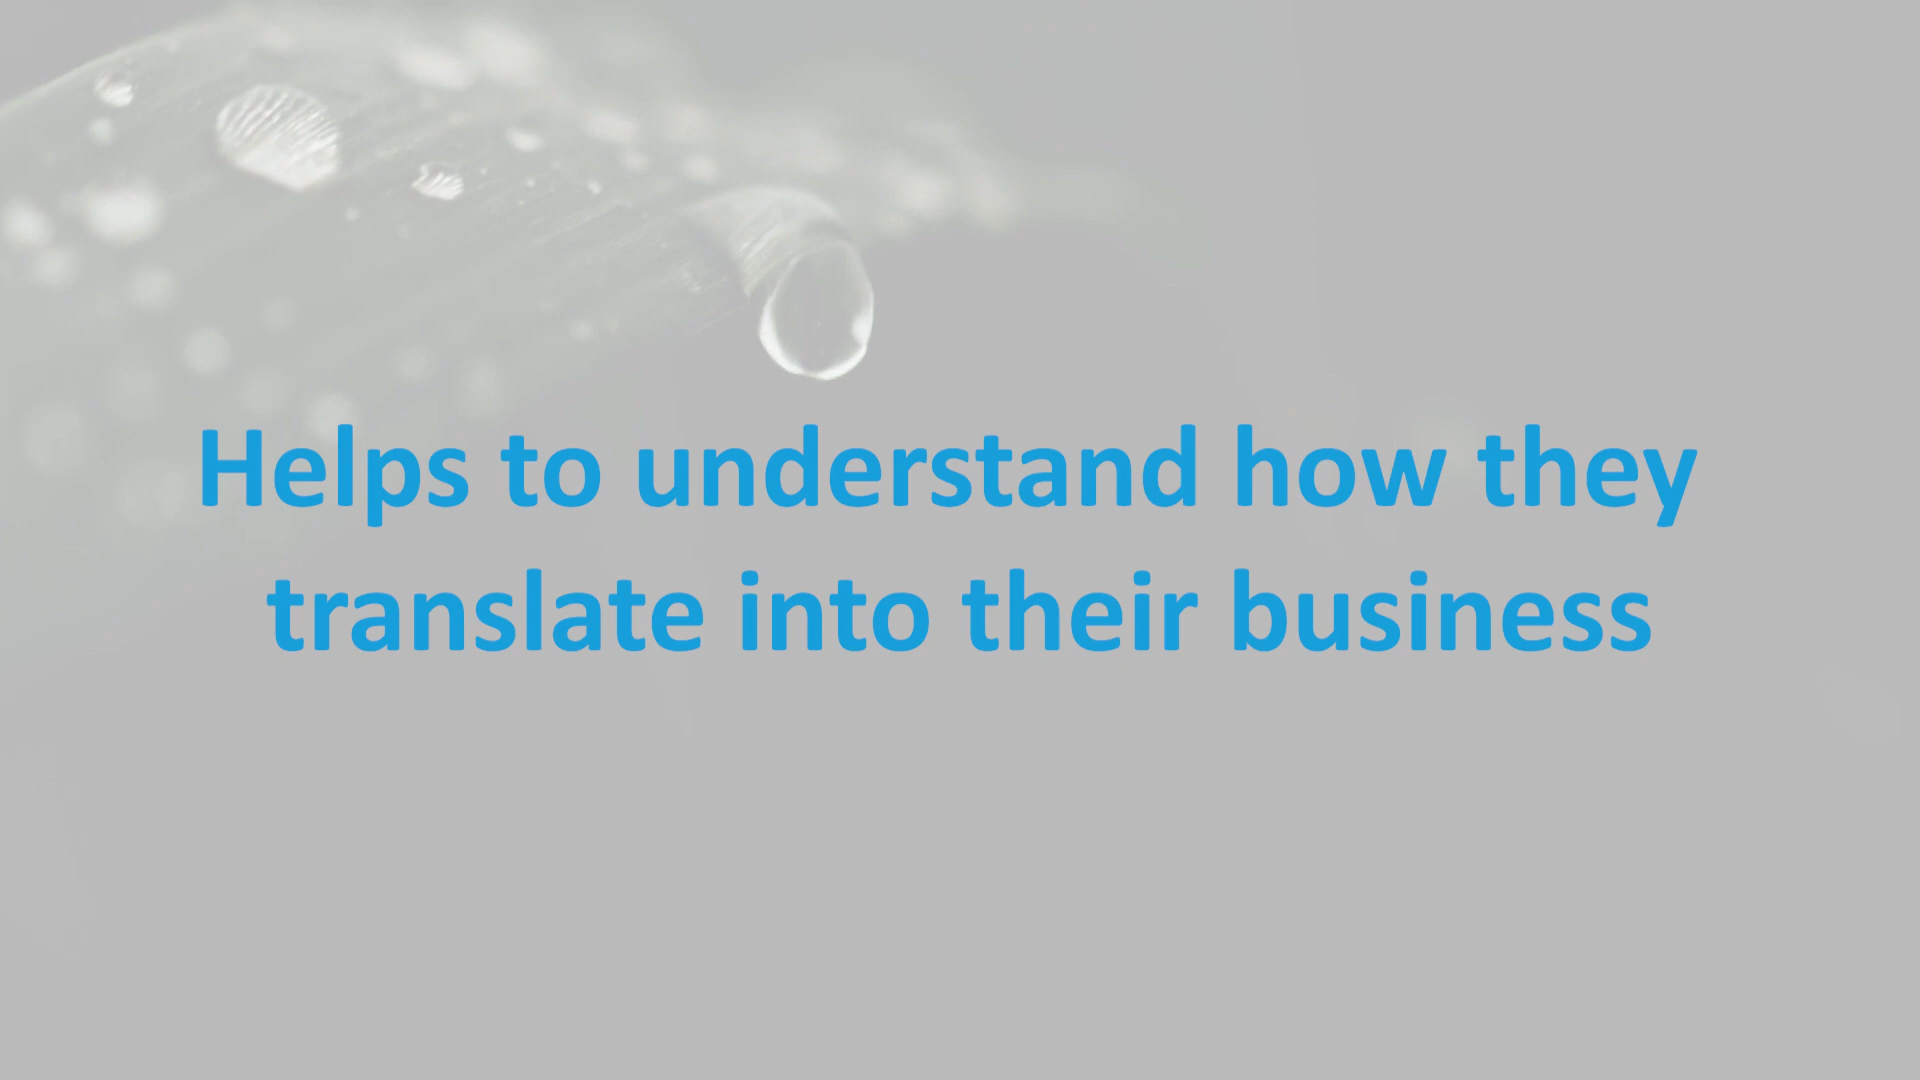 Helps to understand how they
translate into their business